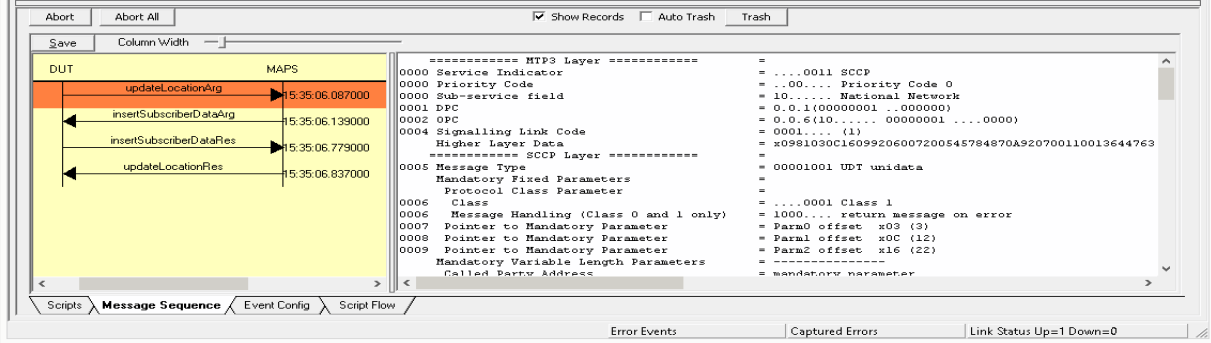 Abort Abort All Show Records Auto Trash Trash
Save Column Width
DUT MAPS
updateLocationArg
15:35:06.087000
insertSubscriberDataArg
15:35:06.139000
insertSubscriberDataRes
15:35:06.779000
updateLocationRes
15:35:06.837000
============ MTP3 Layer ============ =
0000 Service Indicator = ....0011 SCCP
0000 Priority Code = ..00.... Priority Code 0
0000 Sub-service field = 10...... National Network
0001 DPC = 0.0.1(00000001 ..000000)
0002 OPC = 0.0.6(10...... 00000001 ....0000)
0004 Signalling Link Code = 0001.... (1)
Higher Layer Data = x0981030C16099206007200545784870A920700110013644763
============ SCCP Layer ============ =
0005 Message Type = 00001001 UDT unidata
Mandatory Fixed Parameters =
Protocol Class Parameter =
0006 Class = ....0001 Class 1
0006 Message Handling (Class 0 and 1 only) = 1000.... return message on error
0007 Pointer to Mandatory Parameter = Parm0 offset x03 (3)
0008 Pointer to Mandatory Parameter = Parm1 offset x0C (12)
0009 Pointer to Mandatory Parameter = Parm2 offset x16 (22)
Mandatory Variable Length Parameters = ---------------
Called Party Address = mandatory parameter
Scripts Message Sequence Event Config Script Flow
Error Events Captured Errors Link Status Up=1 Down=0